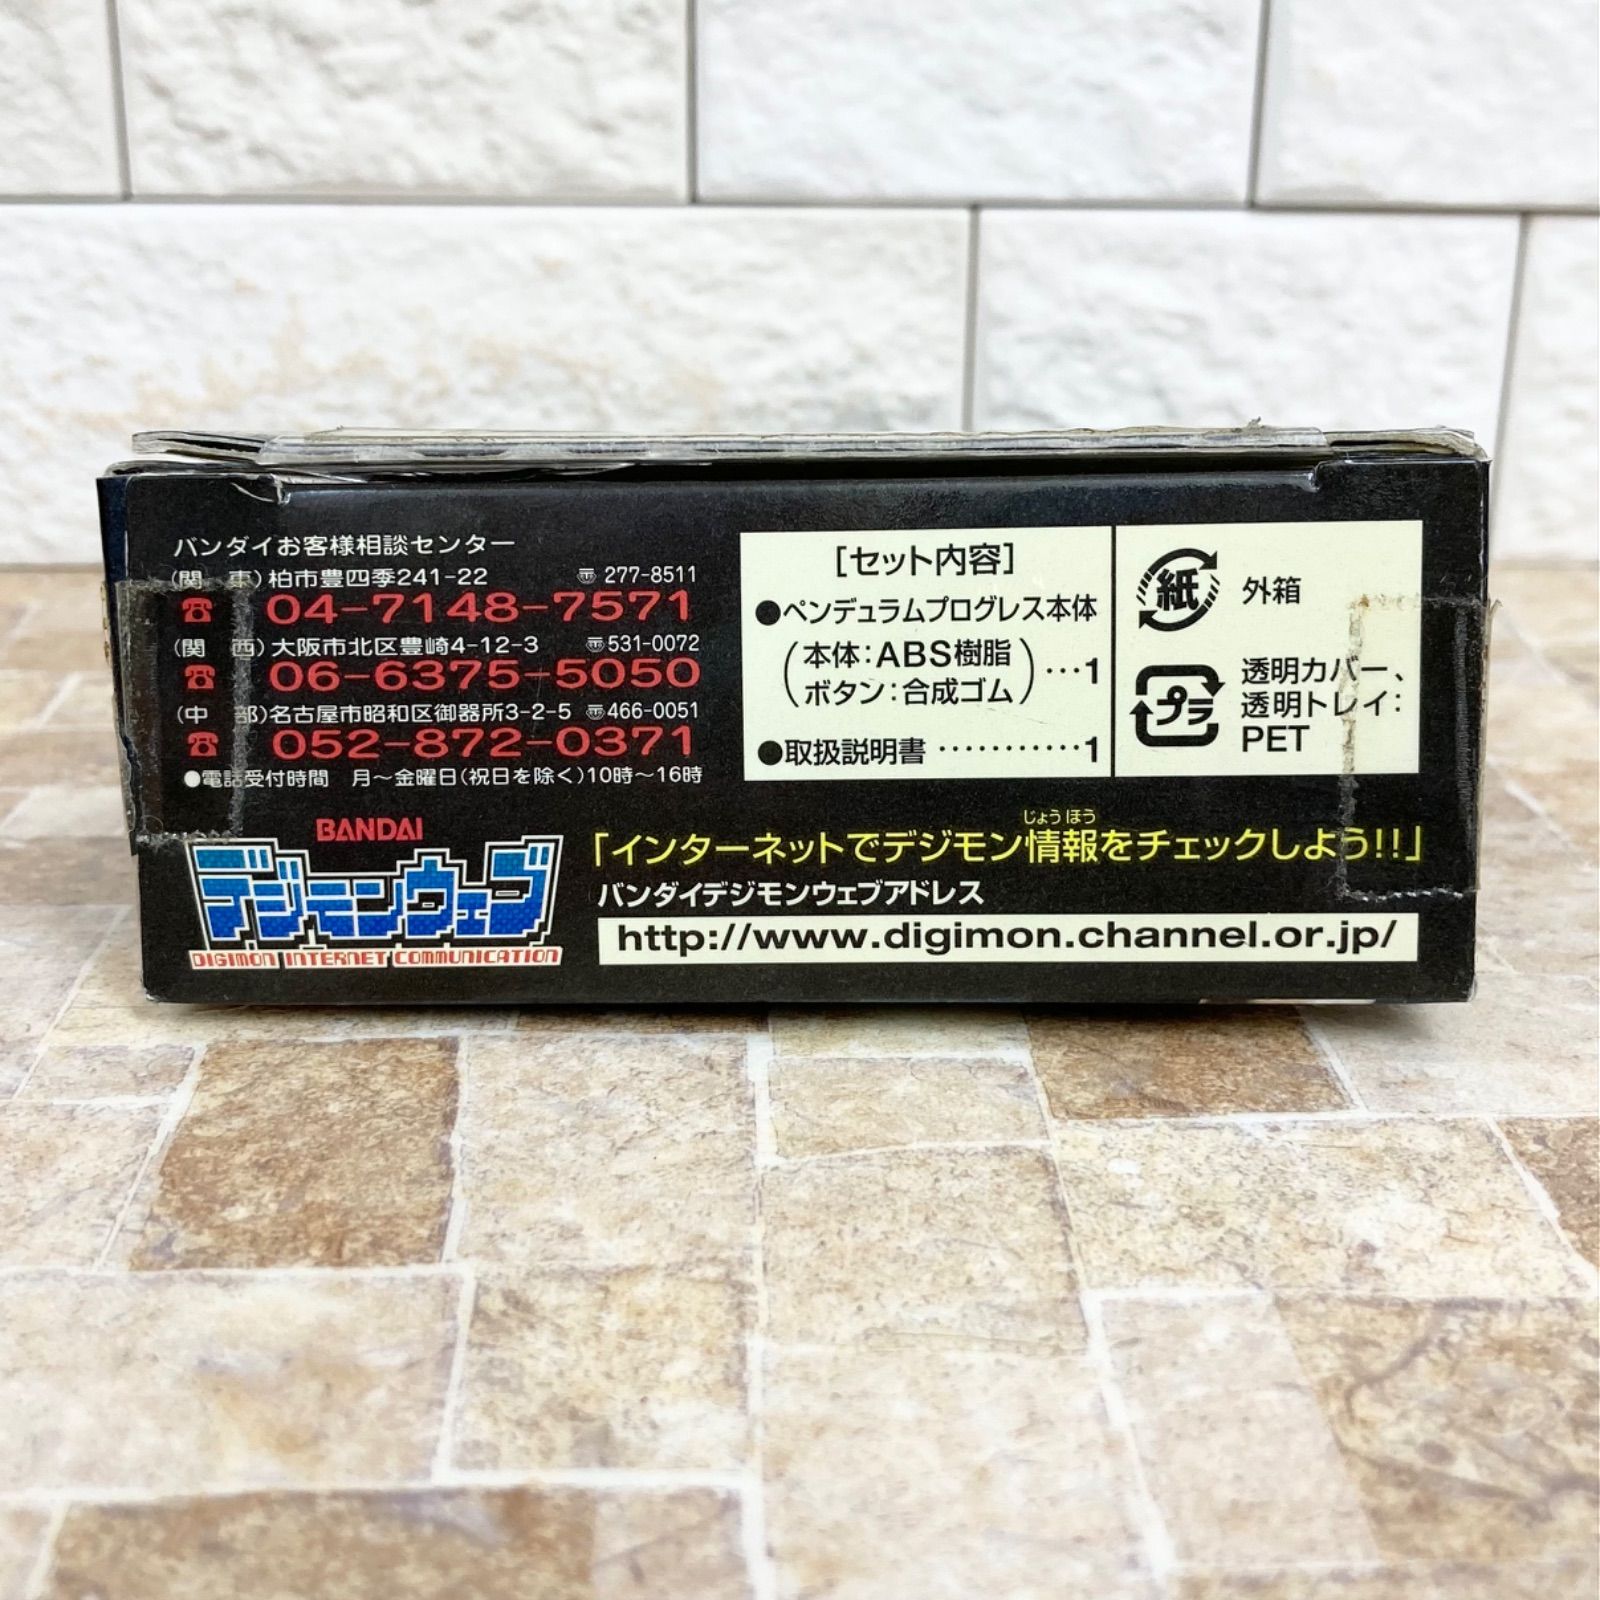 バンダイお客様相談センター
(関 東)柏市豊四季241-22 〠277-8511
☎ 04-7148-7571
(関 西)大阪市北区豊崎4-12-3 〠531-0072
☎ 06-6375-5050
(中 部)名古屋市昭和区御器所3-2-5 〠466-0051
☎ 052-872-0371
●電話受付時間 月〜金曜日(祝日を除く)10時〜16時
[セット内容]
●ペンデュラムプログレス本体
(本体:ABS樹脂
ボタン:合成ゴム)…1
●取扱説明書…………1
紙 外箱
プラ 透明カバー、
透明トレイ:
PET
BANDAI
デジモンウェブ
DIGIMON INTERNET COMMUNICATION
じょうほう
「インターネットでデジモン情報をチェックしよう!!」
バンダイデジモンウェブアドレス
http://www.digimon.channel.or.jp/